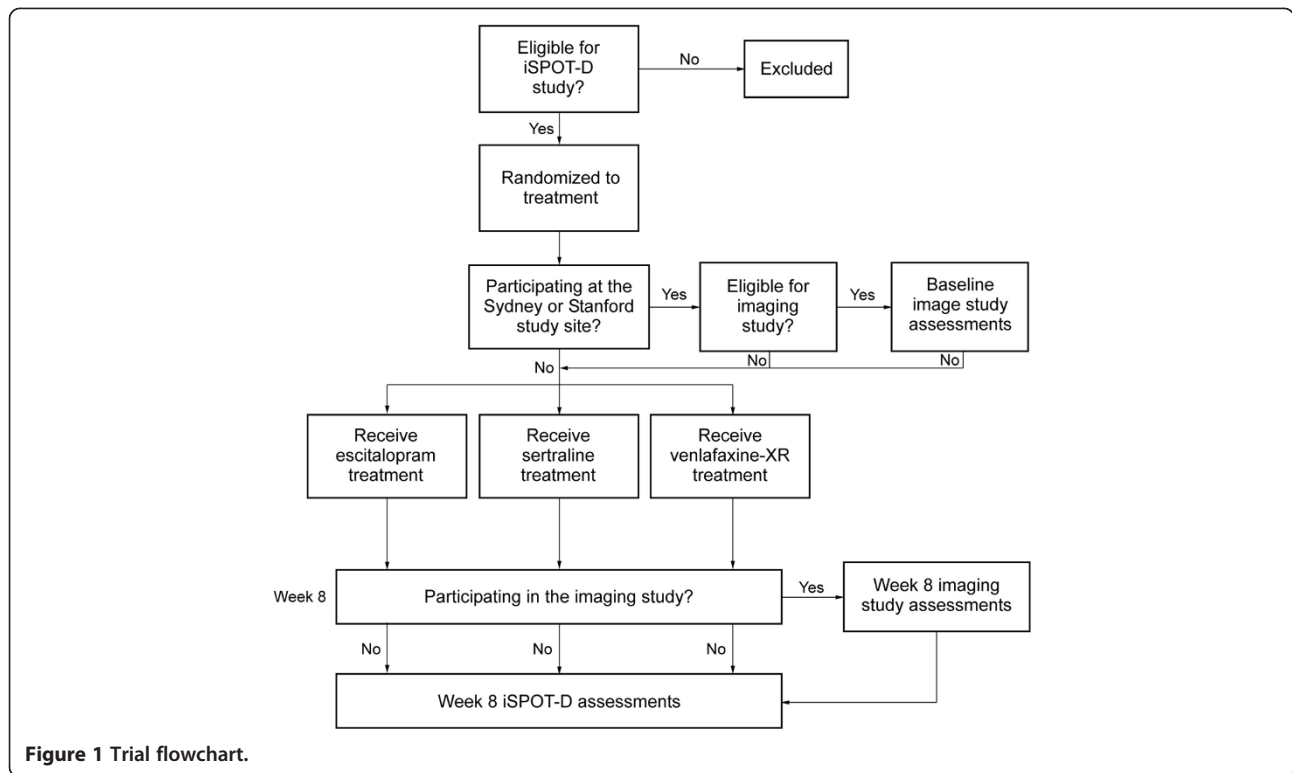 Eligible for
iSPOT-D
study?
No
Excluded
Yes
Randomized to
treatment
Participating at the
Sydney or Stanford
study site?
Yes
Eligible for
imaging
study?
Yes
Baseline
image study
assessments
No
No
No
Receive
escitalopram
treatment
Receive
sertraline
treatment
Receive
venlafaxine-XR
treatment
Week 8
Participating in the imaging study?
Yes
Week 8 imaging
study assessments
No
No
No
Week 8 iSPOT-D assessments
Figure 1 Trial flowchart.